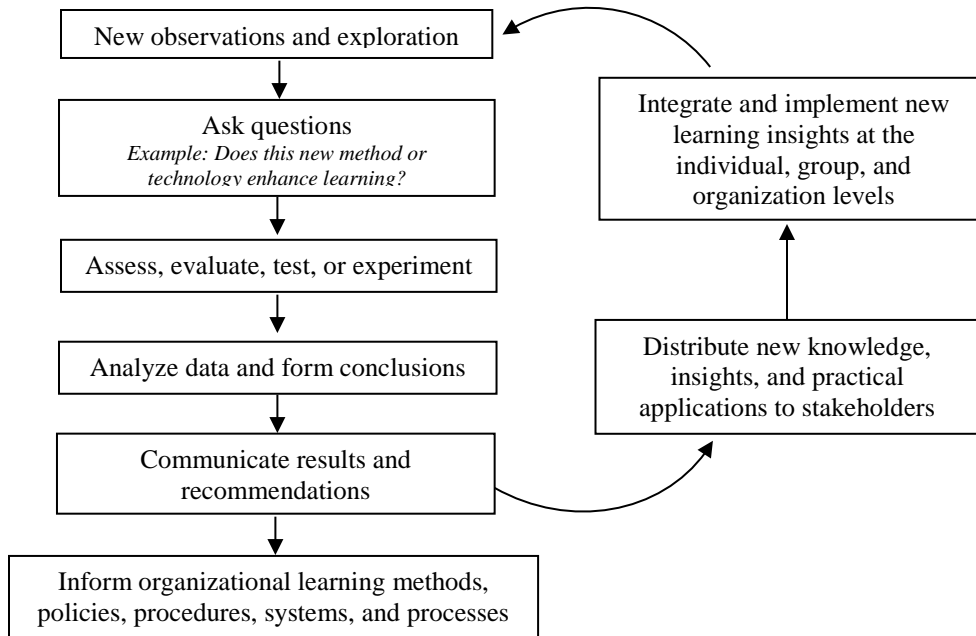 New observations and exploration
Ask questions
Example: Does this new method or
technology enhance learning?
Assess, evaluate, test, or experiment
Analyze data and form conclusions
Communicate results and
recommendations
Inform organizational learning methods,
policies, procedures, systems, and processes
Distribute new knowledge,
insights, and practical
applications to stakeholders
Integrate and implement new
learning insights at the
individual, group, and
organization levels